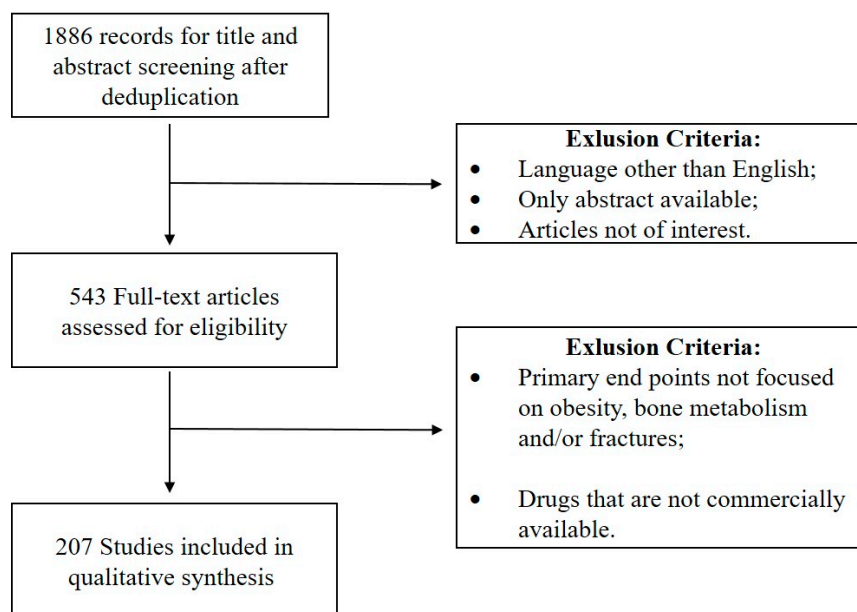 1886 records for title and
abstract screening after
deduplication
Exlusion Criteria:
• Language other than English;
• Only abstract available;
• Articles not of interest.
543 Full-text articles
assessed for eligibility
Exlusion Criteria:
• Primary end points not focused
on obesity, bone metabolism
and/or fractures;
• Drugs that are not commercially
available.
207 Studies included in
qualitative synthesis